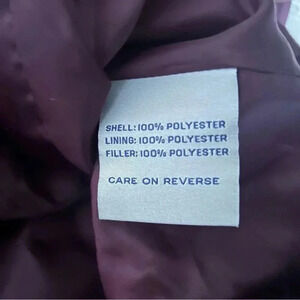 SHELL: 100% POLYESTER
LINING: 100% POLYESTER
FILLER: 100% POLYESTER
CARE ON REVERSE